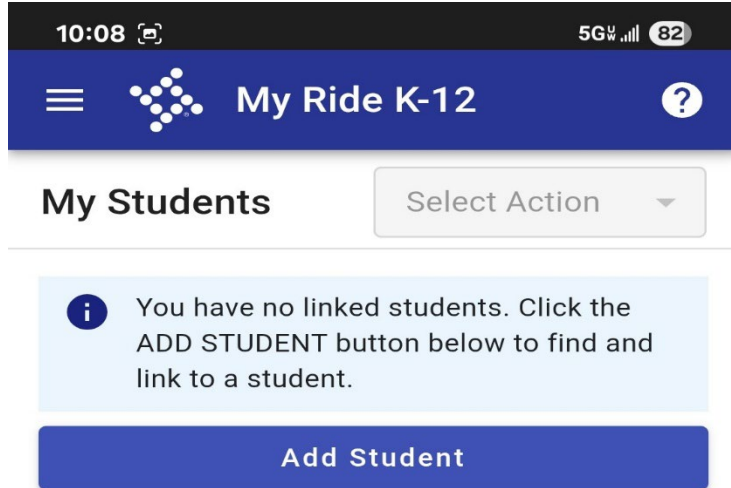 10:08
5G 82
My Ride K-12
?
My Students
Select Action
i
You have no linked students. Click the
ADD STUDENT button below to find and
link to a student.
Add Student